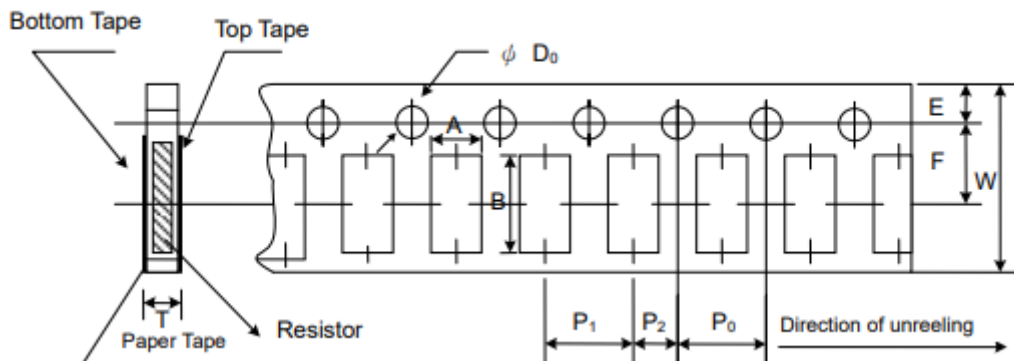 Bottom Tape
Top Tape
ϕ D₀
A
E
F
W
B
T
Paper Tape
Resistor
P₁
P₂
P₀
Direction of unreeling